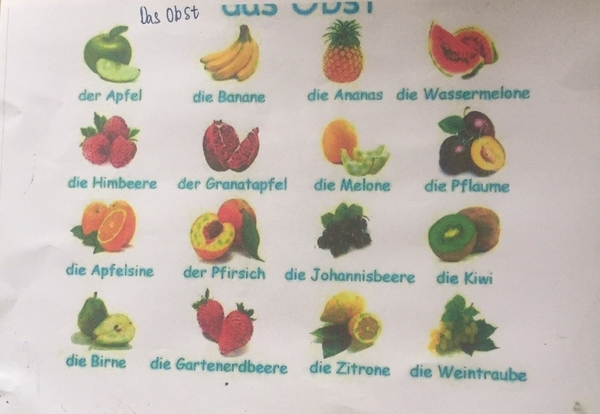 Das Obst das Obst
der Apfel die Banane die Ananas die Wassermelone
die Himbeere der Granatapfel die Melone die Pflaume
die Apfelsine der Pfirsich die Johannisbeere die Kiwi
die Birne die Gartenerdbeere die Zitrone die Weintraube